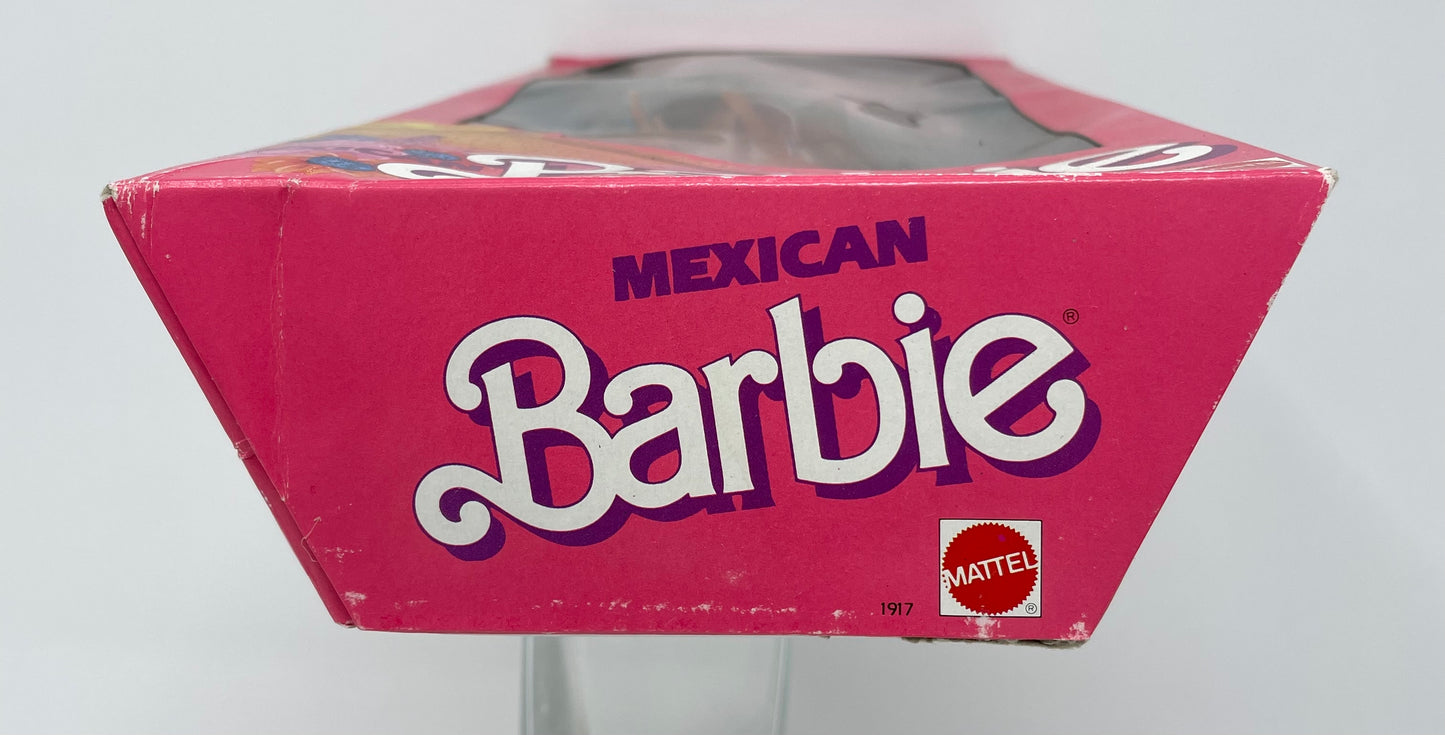 MEXICAN
Barbie®
1917
MATTEL
®